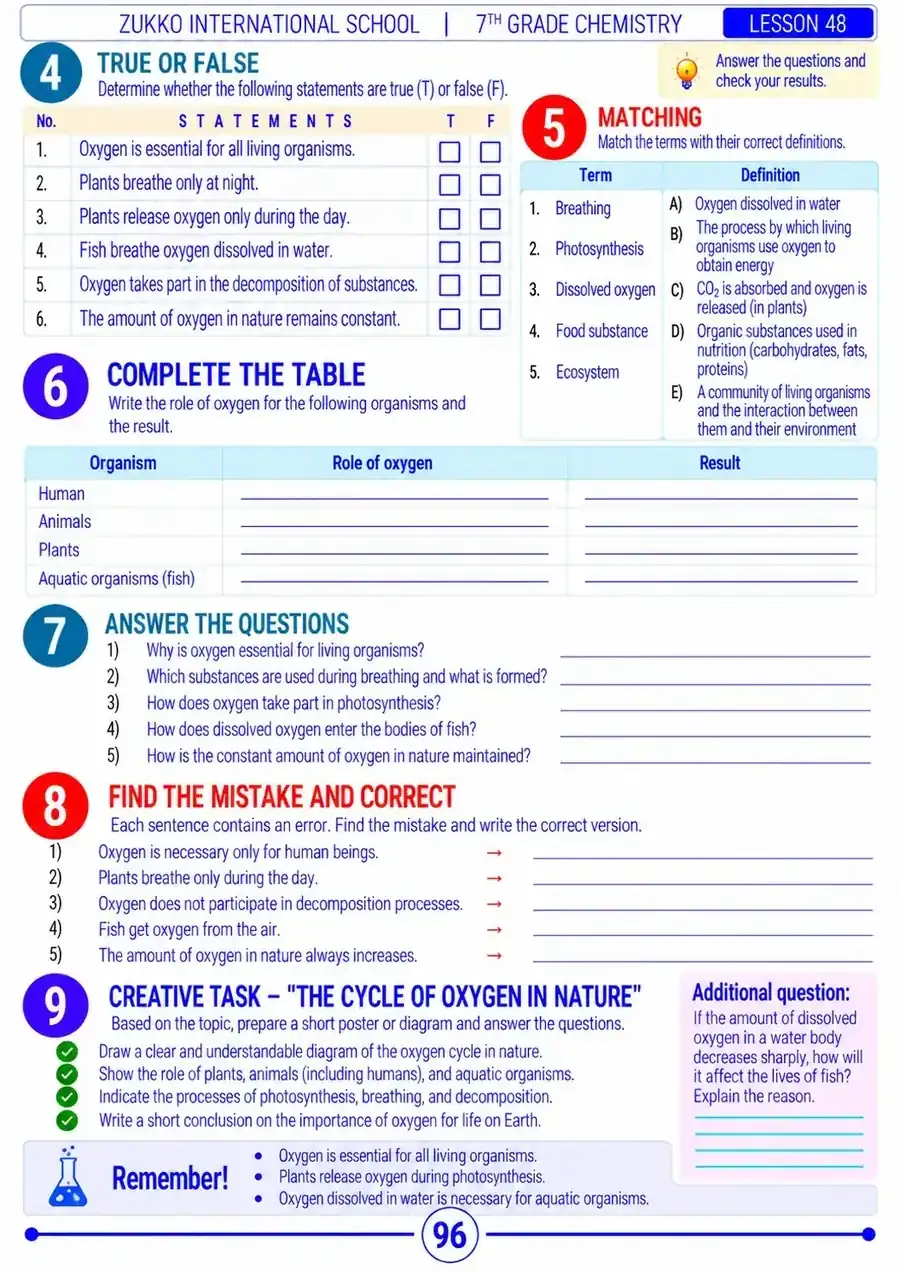 ZUKKO INTERNATIONAL SCHOOL | 7TH GRADE CHEMISTRY LESSON 48
4 TRUE OR FALSE
Determine whether the following statements are true (T) or false (F).
Answer the questions and
check your results.
No. STATEMENTS T F
1. Oxygen is essential for all living organisms.
2. Plants breathe only at night.
3. Plants release oxygen only during the day.
4. Fish breathe oxygen dissolved in water.
5. Oxygen takes part in the decomposition of substances.
6. The amount of oxygen in nature remains constant.
5 MATCHING
Match the terms with their correct definitions.
Term Definition
1. Breathing
2. Photosynthesis
3. Dissolved oxygen
4. Food substance
5. Ecosystem
A) Oxygen dissolved in water
B) The process by which living
organisms use oxygen to
obtain energy
C) CO₂ is absorbed and oxygen is
released (in plants)
D) Organic substances used in
nutrition (carbohydrates, fats,
proteins)
E) A community of living organisms
and the interaction between
them and their environment
6 COMPLETE THE TABLE
Write the role of oxygen for the following organisms and
the result.
Organism Role of oxygen Result
Human
Animals
Plants
Aquatic organisms (fish)
7 ANSWER THE QUESTIONS
1) Why is oxygen essential for living organisms?
2) Which substances are used during breathing and what is formed?
3) How does oxygen take part in photosynthesis?
4) How does dissolved oxygen enter the bodies of fish?
5) How is the constant amount of oxygen in nature maintained?
8 FIND THE MISTAKE AND CORRECT
Each sentence contains an error. Find the mistake and write the correct version.
1) Oxygen is necessary only for human beings. →
2) Plants breathe only during the day. →
3) Oxygen does not participate in decomposition processes. →
4) Fish get oxygen from the air. →
5) The amount of oxygen in nature always increases. →
9 CREATIVE TASK – "THE CYCLE OF OXYGEN IN NATURE"
Based on the topic, prepare a short poster or diagram and answer the questions.
Draw a clear and understandable diagram of the oxygen cycle in nature.
Show the role of plants, animals (including humans), and aquatic organisms.
Indicate the processes of photosynthesis, breathing, and decomposition.
Write a short conclusion on the importance of oxygen for life on Earth.
Additional question:
If the amount of dissolved
oxygen in a water body
decreases sharply, how will
it affect the lives of fish?
Explain the reason.
Remember!
• Oxygen is essential for all living organisms.
• Plants release oxygen during photosynthesis.
• Oxygen dissolved in water is necessary for aquatic organisms.
96